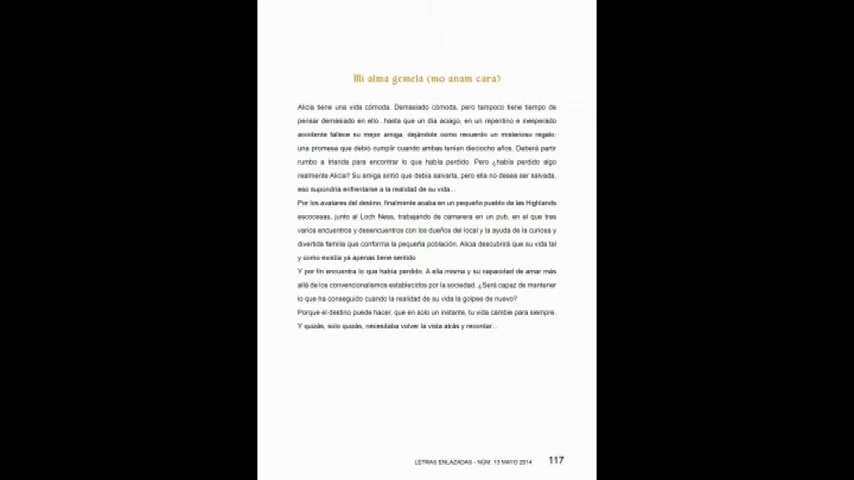 Mi alma gemela (mo anam cara)
Alicia tiene una vida cómoda. Demasiado cómoda, pero tampoco tiene tiempo de
pensar demasiado en ello...hasta que un día aciago, en un repentino e inesperado
accidente fallece su mejor amiga, dejándole como recuerdo un misterioso regalo:
una promesa que debió cumplir cuando ambas tenían dieciocho años. Deberá partir
rumbo a Irlanda para encontrar lo que había perdido. Pero ¿había perdido algo
realmente Alicia? Su amiga sintió que debía salvarla, pero ella no desea ser salvada,
eso supondría enfrentarse a la realidad de su vida...
Por los avatares del destino, finalmente acaba en un pequeño pueblo de las Highlands
escocesas, junto al Loch Ness, trabajando de camarera en un pub, en el que tras
varios encuentros y desencuentros con los dueños del local y la ayuda de la curiosa y
divertida familia que conforma la pequeña población, Alicia descubrirá que su vida tal
y como existía ya apenas tiene sentido
Y por fin encuentra lo que había perdido. A ella misma y su capacidad de amar más
allá de los convencionalismos establecidos por la sociedad. ¿Será capaz de mantener
lo que ha conseguido cuando la realidad de su vida la golpee de nuevo?
Porque el destino puede hacer, que en solo un instante, tu vida cambie para siempre.
Y quizás, solo quizás, necesitaba volver la vista atrás y recordar...
LETRAS ENLAZADAS - NÚM. 13 MAYO 2014 117